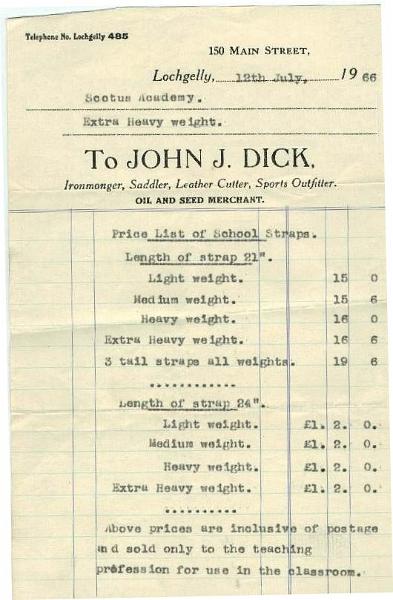 Telephone No. Lochgelly 485
150 MAIN STREET,
Lochgelly, 12th July, 1966
Scotus Academy.
Extra Heavy weight.
To JOHN J. DICK,
Ironmonger, Saddler, Leather Cutter, Sports Outfitter.
OIL AND SEED MERCHANT.
Price List of School Straps.
Length of strap 21".
Light weight. 15 0
Medium weight. 15 6
Heavy weight. 16 0
Extra Heavy weight. 16 6
3 tail straps all weights. 19 6
............
Length of strap 24".
Light weight. £1. 2. 0.
Medium weight. £1. 2. 0.
Heavy weight. £1. 2. 0.
Extra Heavy weight. £1. 2. 0.
..........
Above prices are inclusive of postage
and sold only to the teaching
profession for use in the classroom.